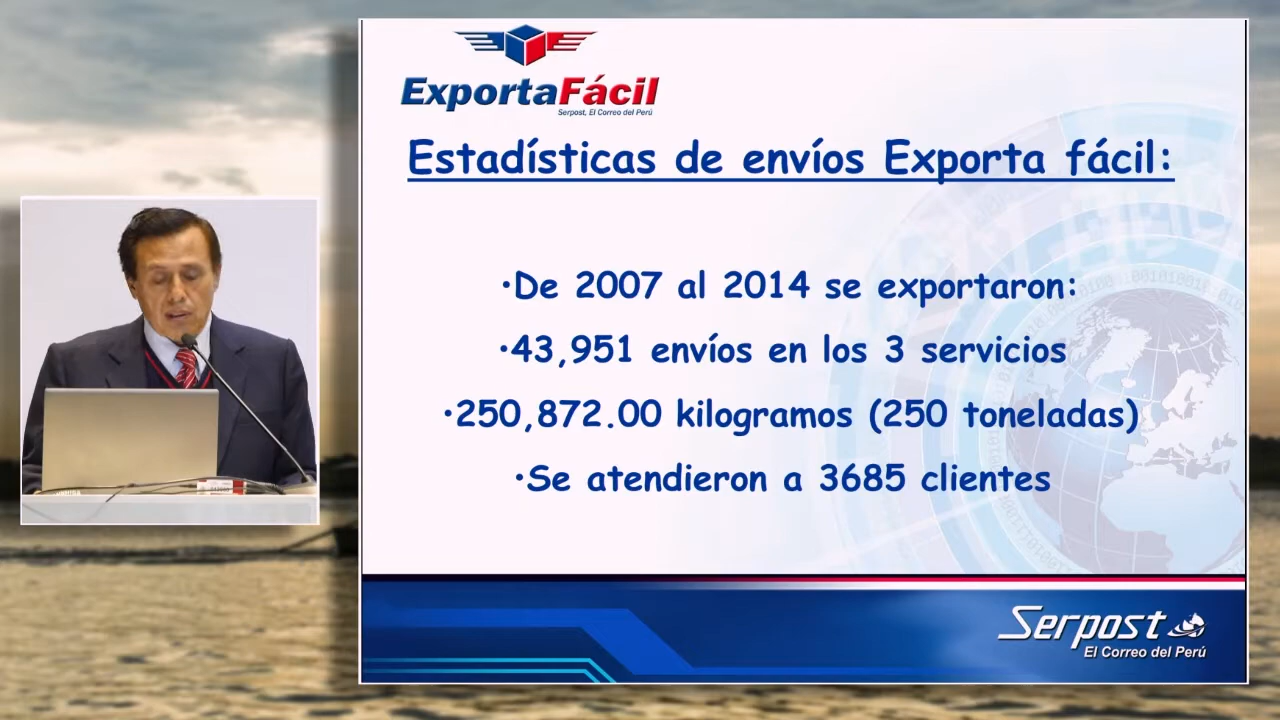 ExportaFácil
Serpost, El Correo del Perú
Estadísticas de envíos Exporta fácil:
•De 2007 al 2014 se exportaron:
•43,951 envíos en los 3 servicios
•250,872.00 kilogramos (250 toneladas)
•Se atendieron a 3685 clientes
Serpost
El Correo del Perú